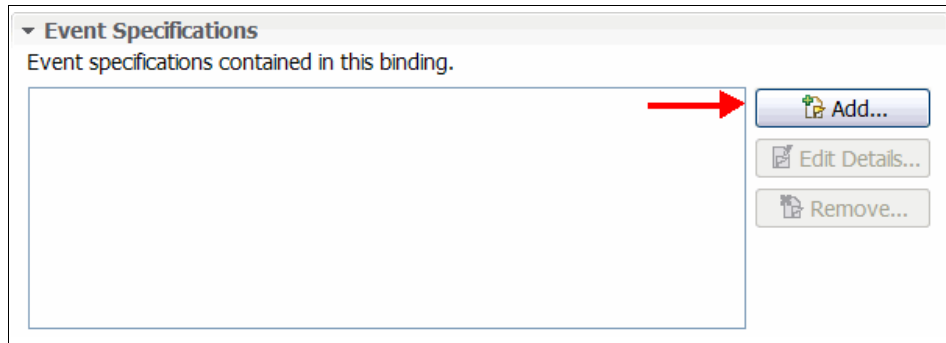 Event Specifications
Event specifications contained in this binding.
Add...
Edit Details...
Remove...